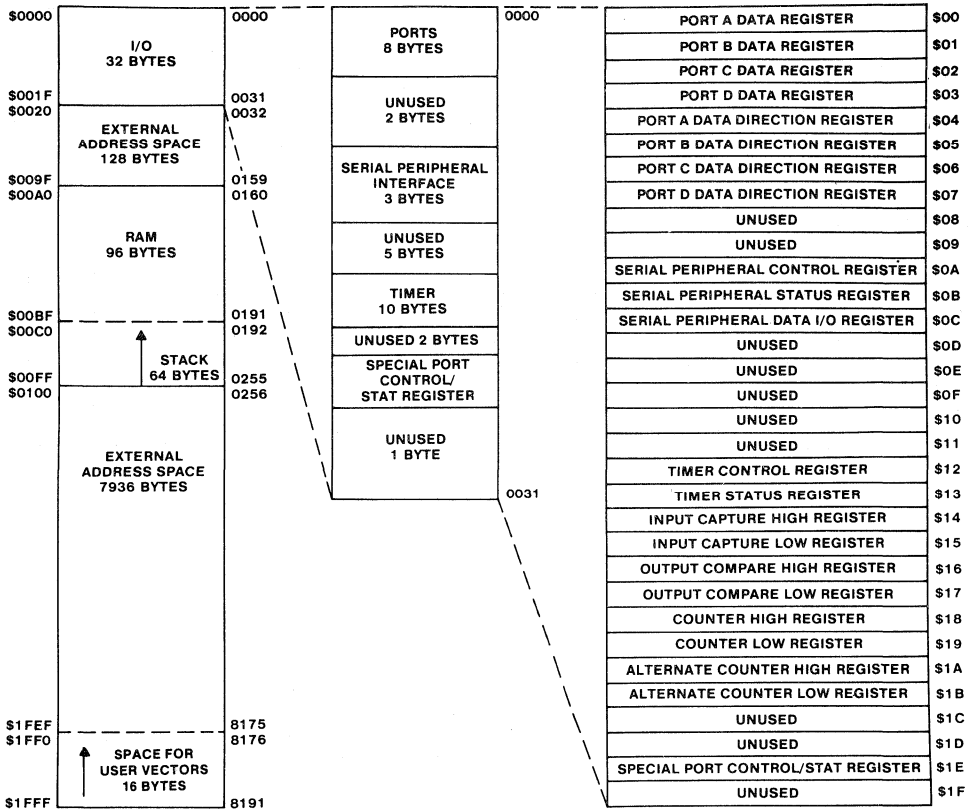 $0000
I/O
32 BYTES
$001F
$0020
EXTERNAL
ADDRESS SPACE
128 BYTES
$009F
$00A0
RAM
96 BYTES
$00BF
$00C0
STACK
64 BYTES
$00FF
$0100
EXTERNAL
ADDRESS SPACE
7936 BYTES
$1FEF
$1FF0
SPACE FOR
USER VECTORS
16 BYTES
$1FFF
0000
0031
0032
0159
0160
0191
0192
0255
0256
8175
8176
8191
PORTS
8 BYTES
UNUSED
2 BYTES
SERIAL PERIPHERAL
INTERFACE
3 BYTES
UNUSED
5 BYTES
TIMER
10 BYTES
UNUSED 2 BYTES
SPECIAL PORT
CONTROL/
STAT REGISTER
UNUSED
1 BYTE
0000
0031
PORT A DATA REGISTER $00
PORT B DATA REGISTER $01
PORT C DATA REGISTER $02
PORT D DATA REGISTER $03
PORT A DATA DIRECTION REGISTER $04
PORT B DATA DIRECTION REGISTER $05
PORT C DATA DIRECTION REGISTER $06
PORT D DATA DIRECTION REGISTER $07
UNUSED $08
UNUSED $09
SERIAL PERIPHERAL CONTROL REGISTER $0A
SERIAL PERIPHERAL STATUS REGISTER $0B
SERIAL PERIPHERAL DATA I/O REGISTER $0C
UNUSED $0D
UNUSED $0E
UNUSED $0F
UNUSED $10
UNUSED $11
TIMER CONTROL REGISTER $12
TIMER STATUS REGISTER $13
INPUT CAPTURE HIGH REGISTER $14
INPUT CAPTURE LOW REGISTER $15
OUTPUT COMPARE HIGH REGISTER $16
OUTPUT COMPARE LOW REGISTER $17
COUNTER HIGH REGISTER $18
COUNTER LOW REGISTER $19
ALTERNATE COUNTER HIGH REGISTER $1A
ALTERNATE COUNTER LOW REGISTER $1B
UNUSED $1C
UNUSED $1D
SPECIAL PORT CONTROL/STAT REGISTER $1E
UNUSED $1F